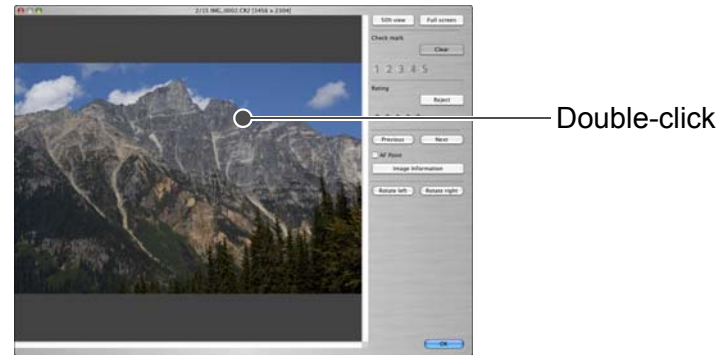 2/15 IMG_0002.CR2 [3456 x 2304]
50% view
Full screen
Check mark
Clear
1 2 3 4 5
Rating
Reject
Previous
Next
AF Point
Image Information
Rotate left
Rotate right
OK
Double-click